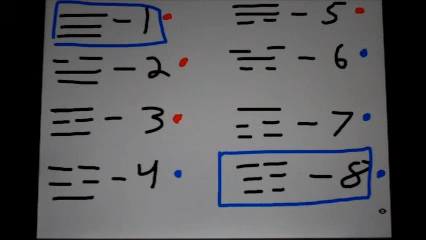 ☰ - 1
☱ - 2
☲ - 3
☳ - 4
☴ - 5
☵ - 6
☶ - 7
☷ - 8